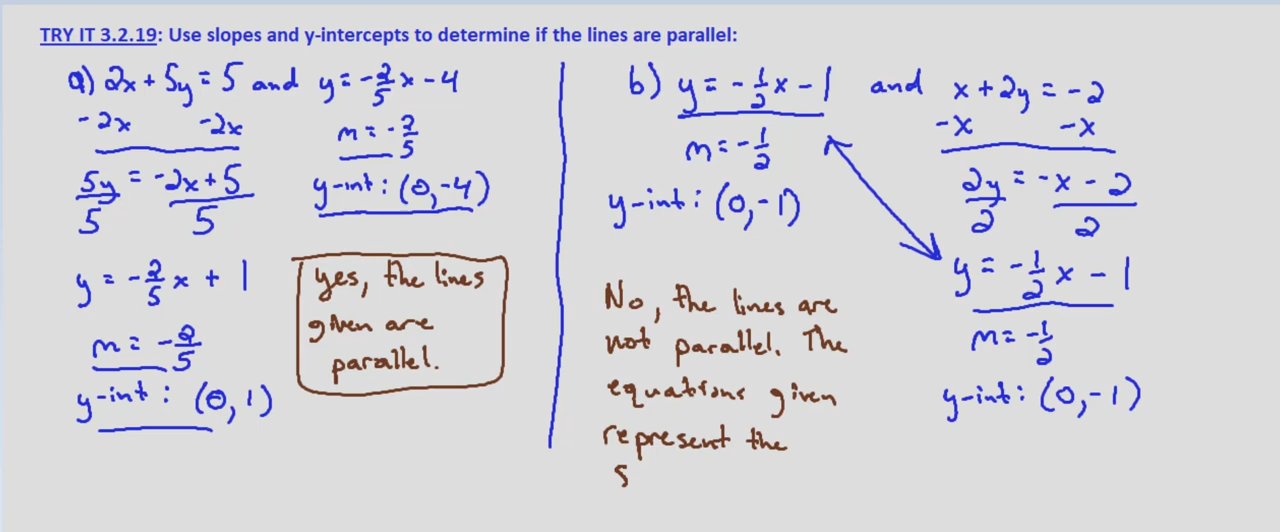 TRY IT 3.2.19: Use slopes and y-intercepts to determine if the lines are parallel:
a) 2x + 5y = 5 and y = -2/5 x - 4
-2x -2x
5y/5 = (-2x+5)/5
y = -2/5 x + 1
m = -2/5
y-int: (0, 1)
m = -2/5
y-int: (0, -4)
yes, the lines
given are
parallel.
b) y = -1/2 x - 1 and x + 2y = -2
m = -1/2
y-int: (0, -1)
-x -x
2y/2 = (-x - 2)/2
y = -1/2 x - 1
m = -1/2
y-int: (0, -1)
No, the lines are
not parallel. The
equations given
represent the
s